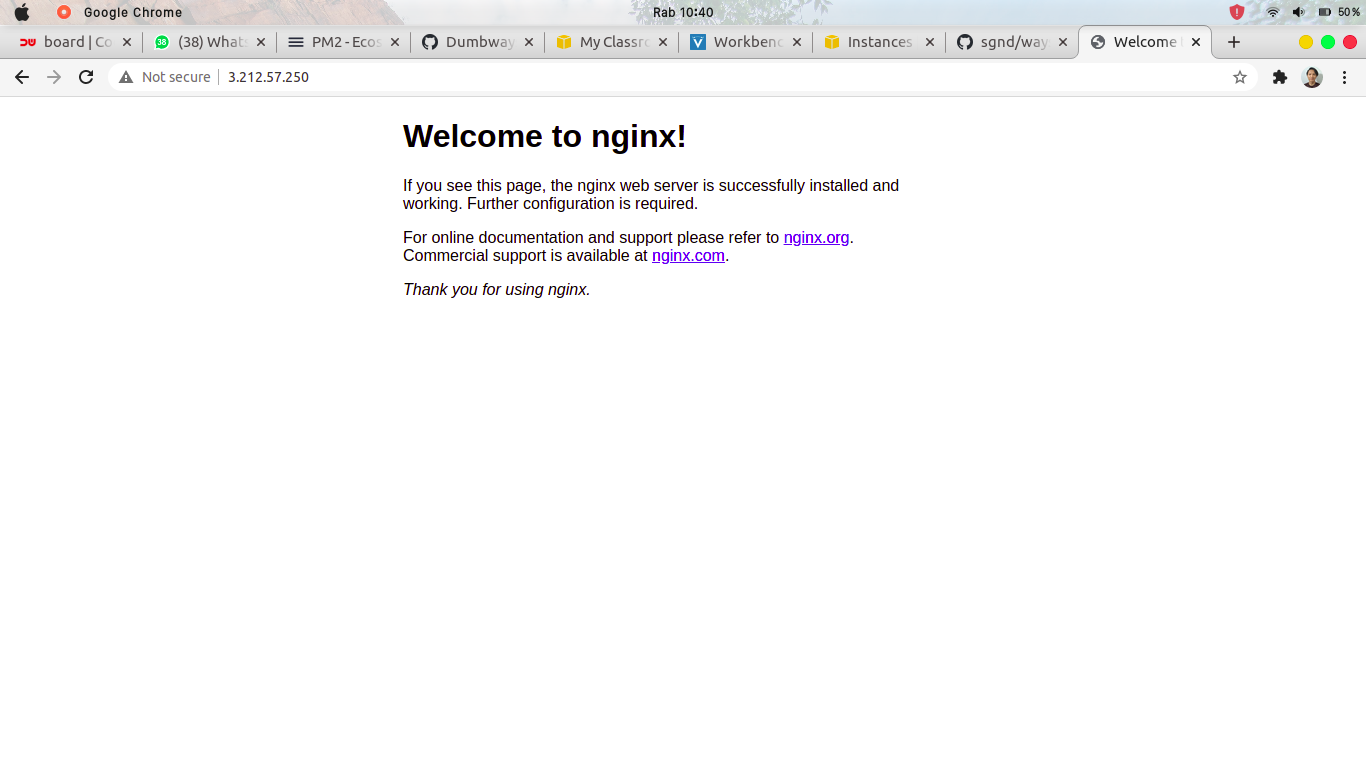 Google Chrome
Rab 10:40
50%
board | Co
38
(38) Whats
PM2 - Ecos
Dumbway
My Classro
V
Workbenc
Instances
sgnd/way
Welcome
Not secure
3.212.57.250
Welcome to nginx!
If you see this page, the nginx web server is successfully installed and
working. Further configuration is required.
For online documentation and support please refer to nginx.org.
Commercial support is available at nginx.com.
Thank you for using nginx.